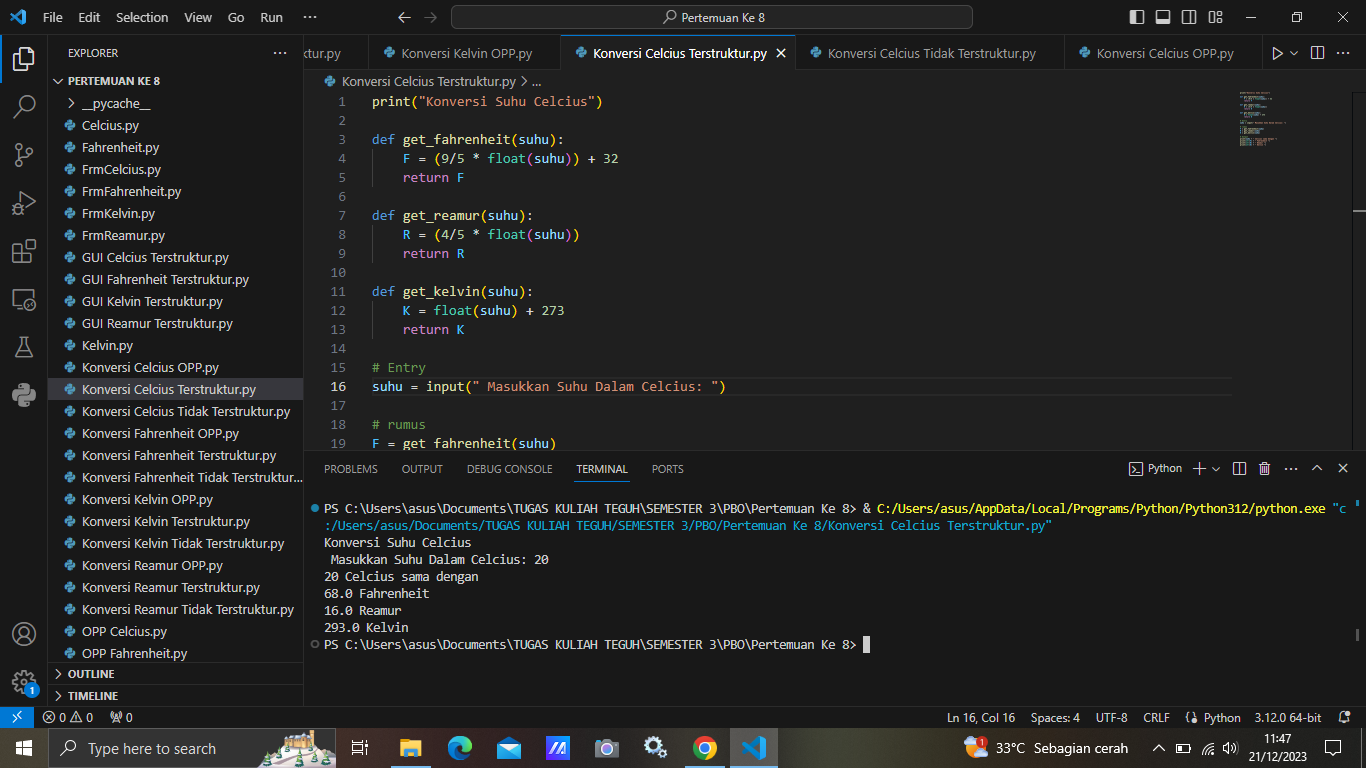 File Edit Selection View Go Run ··· Pertemuan Ke 8
EXPLORER ···
PERTEMUAN KE 8
__pycache__
Celcius.py
Fahrenheit.py
FrmCelcius.py
FrmFahrenheit.py
FrmKelvin.py
FrmReamur.py
GUI Celcius Terstruktur.py
GUI Fahrenheit Terstruktur.py
GUI Kelvin Terstruktur.py
GUI Reamur Terstruktur.py
Kelvin.py
Konversi Celcius OPP.py
Konversi Celcius Terstruktur.py
Konversi Celcius Tidak Terstruktur.py
Konversi Fahrenheit OPP.py
Konversi Fahrenheit Terstruktur.py
Konversi Fahrenheit Tidak Terstruktur...
Konversi Kelvin OPP.py
Konversi Kelvin Terstruktur.py
Konversi Kelvin Tidak Terstruktur.py
Konversi Reamur OPP.py
Konversi Reamur Terstruktur.py
Konversi Reamur Tidak Terstruktur.py
OPP Celcius.py
OPP Fahrenheit.py
OUTLINE
TIMELINE
ktur.py Konversi Kelvin OPP.py Konversi Celcius Terstruktur.py Konversi Celcius Tidak Terstruktur.py Konversi Celcius OPP.py ···
Konversi Celcius Terstruktur.py > ...
1 print("Konversi Suhu Celcius")
2
3 def get_fahrenheit(suhu):
4 F = (9/5 * float(suhu)) + 32
5 return F
6
7 def get_reamur(suhu):
8 R = (4/5 * float(suhu))
9 return R
10
11 def get_kelvin(suhu):
12 K = float(suhu) + 273
13 return K
14
15 # Entry
16 suhu = input(" Masukkan Suhu Dalam Celcius: ")
17
18 # rumus
19 F = get_fahrenheit(suhu)
PROBLEMS OUTPUT DEBUG CONSOLE TERMINAL PORTS Python ···
PS C:\Users\asus\Documents\TUGAS KULIAH TEGUH\SEMESTER 3\PBO\Pertemuan Ke 8> & C:/Users/asus/AppData/Local/Programs/Python/Python312/python.exe "c
:/Users/asus/Documents/TUGAS KULIAH TEGUH/SEMESTER 3/PBO/Pertemuan Ke 8/Konversi Celcius Terstruktur.py"
Konversi Suhu Celcius
Masukkan Suhu Dalam Celcius: 20
20 Celcius sama dengan
68.0 Fahrenheit
16.0 Reamur
293.0 Kelvin
PS C:\Users\asus\Documents\TUGAS KULIAH TEGUH\SEMESTER 3\PBO\Pertemuan Ke 8>
1
0 0 0 Ln 16, Col 16 Spaces: 4 UTF-8 CRLF Python 3.12.0 64-bit
Type here to search 1 33°C Sebagian cerah 11:47
21/12/2023